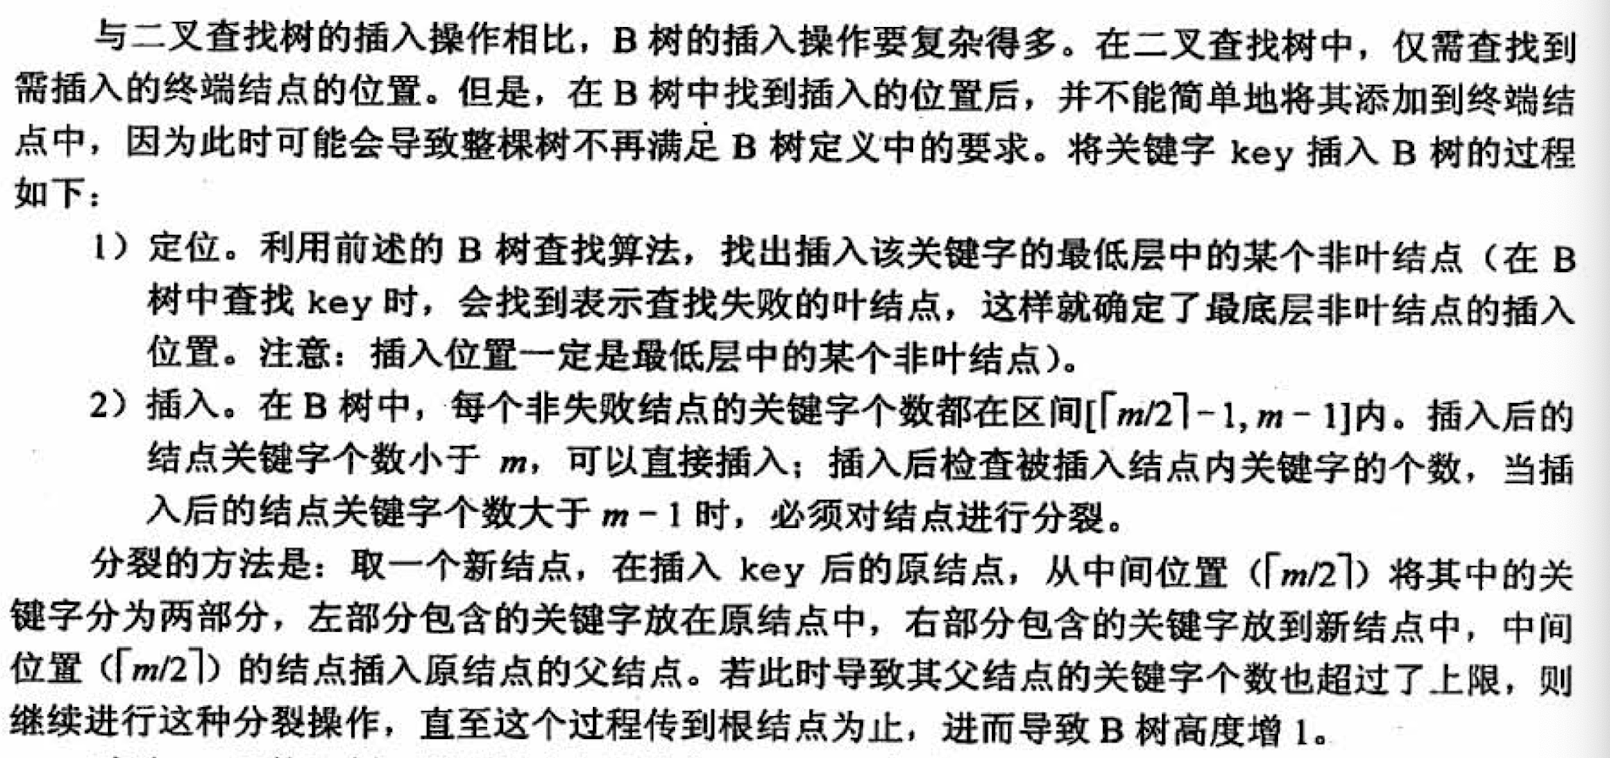 与二叉查找树的插入操作相比，B 树的插入操作要复杂得多。在二叉查找树中，仅需查找到
需插入的终端结点的位置。但是，在 B 树中找到插入的位置后，并不能简单地将其添加到终端结
点中，因为此时可能会导致整棵树不再满足 B 树定义中的要求。将关键字 key 插入 B 树的过程
如下：
1）定位。利用前述的 B 树查找算法，找出插入该关键字的最低层中的某个非叶结点（在 B
树中查找 key 时，会找到表示查找失败的叶结点，这样就确定了最底层非叶结点的插入
位置。注意：插入位置一定是最低层中的某个非叶结点）。
2）插入。在 B 树中，每个非失败结点的关键字个数都在区间[⌈m/2⌉－1, m－1]内。插入后的
结点关键字个数小于 m，可以直接插入；插入后检查被插入结点内关键字的个数，当插
入后的结点关键字个数大于 m－1 时，必须对结点进行分裂。
分裂的方法是：取一个新结点，在插入 key 后的原结点，从中间位置（⌈m/2⌉）将其中的关
键字分为两部分，左部分包含的关键字放在原结点中，右部分包含的关键字放到新结点中，中间
位置（⌈m/2⌉）的结点插入原结点的父结点。若此时导致其父结点的关键字个数也超过了上限，则
继续进行这种分裂操作，直至这个过程传到根结点为止，进而导致 B 树高度增 1。